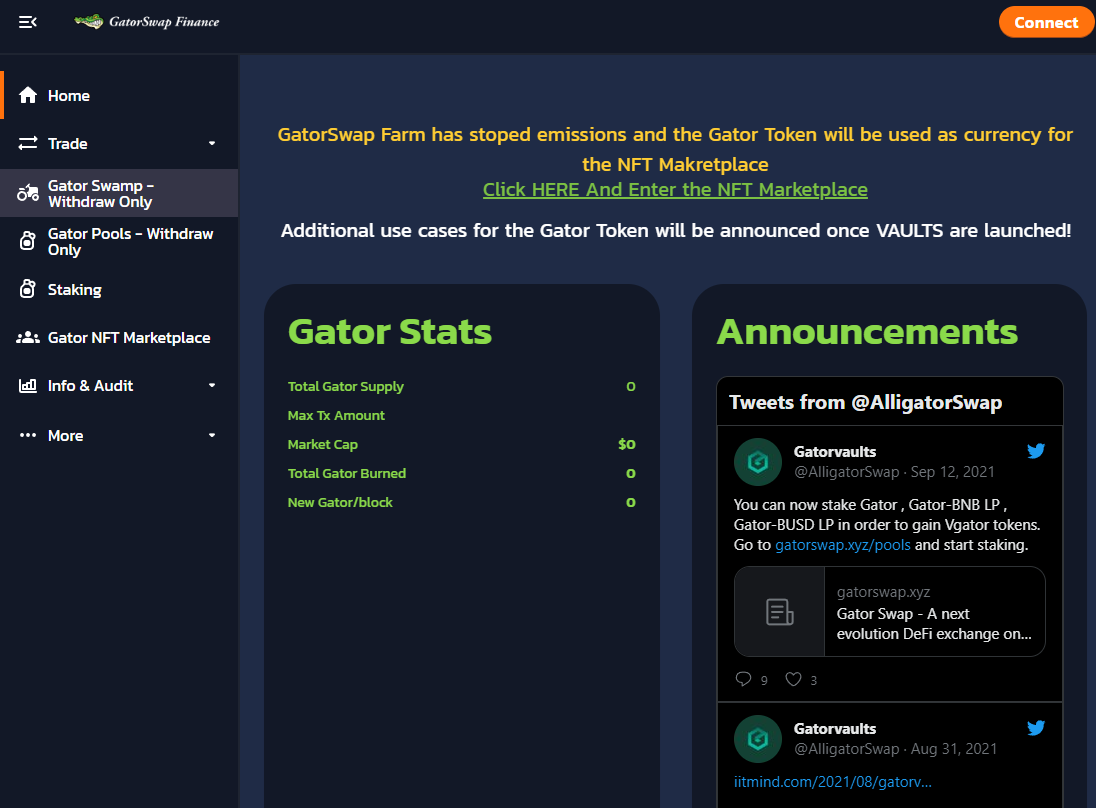 GatorSwap Finance
Connect
Home
Trade
Gator Swamp -
Withdraw Only
Gator Pools - Withdraw
Only
Staking
Gator NFT Marketplace
Info & Audit
More
GatorSwap Farm has stoped emissions and the Gator Token will be used as currency for
the NFT Makretplace
Click HERE And Enter the NFT Marketplace
Additional use cases for the Gator Token will be announced once VAULTS are launched!
Gator Stats
Total Gator Supply 0
Max Tx Amount
Market Cap $0
Total Gator Burned 0
New Gator/block 0
Announcements
Tweets from @AlligatorSwap
Gatorvaults
@AlligatorSwap · Sep 12, 2021
You can now stake Gator , Gator-BNB LP ,
Gator-BUSD LP in order to gain Vgator tokens.
Go to gatorswap.xyz/pools and start staking.
gatorswap.xyz
Gator Swap - A next
evolution DeFi exchange on...
9 3
Gatorvaults
@AlligatorSwap · Aug 31, 2021
iitmind.com/2021/08/gatorv...